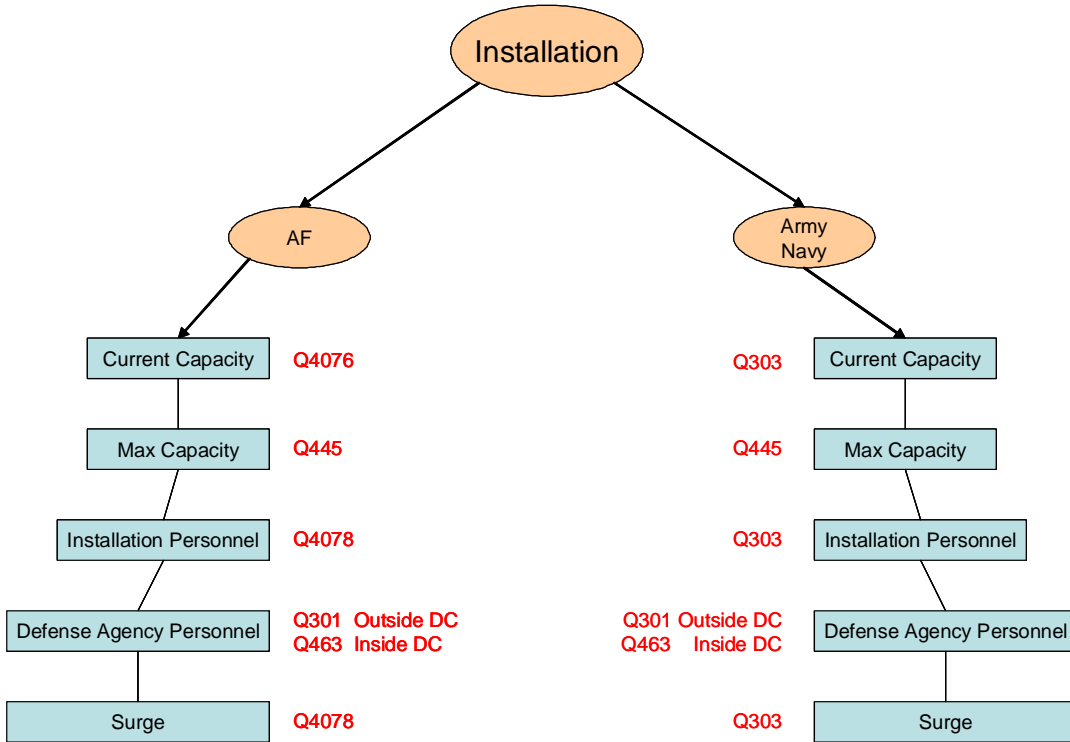 Installation
AF
Army
Navy
Current Capacity Q4076
Q303 Current Capacity
Max Capacity Q445
Q445 Max Capacity
Installation Personnel Q4078
Q303 Installation Personnel
Defense Agency Personnel
Q301 Outside DC
Q463 Inside DC
Q301 Outside DC
Q463 Inside DC
Defense Agency Personnel
Surge Q4078
Q303 Surge